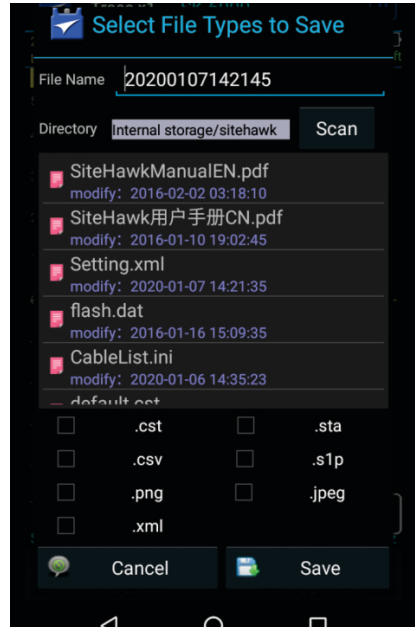 Select File Types to Save
File Name 20200107142145
Directory Internal storage/sitehawk Scan
SiteHawkManualEN.pdf
modify: 2016-02-02 03:18:10
SiteHawk用户手册CN.pdf
modify: 2016-01-10 19:02:45
Setting.xml
modify: 2020-01-07 14:21:35
flash.dat
modify: 2016-01-16 15:09:35
CableList.ini
modify: 2020-01-06 14:35:23
default.cst
.cst .sta
.csv .s1p
.png .jpeg
.xml
Cancel Save